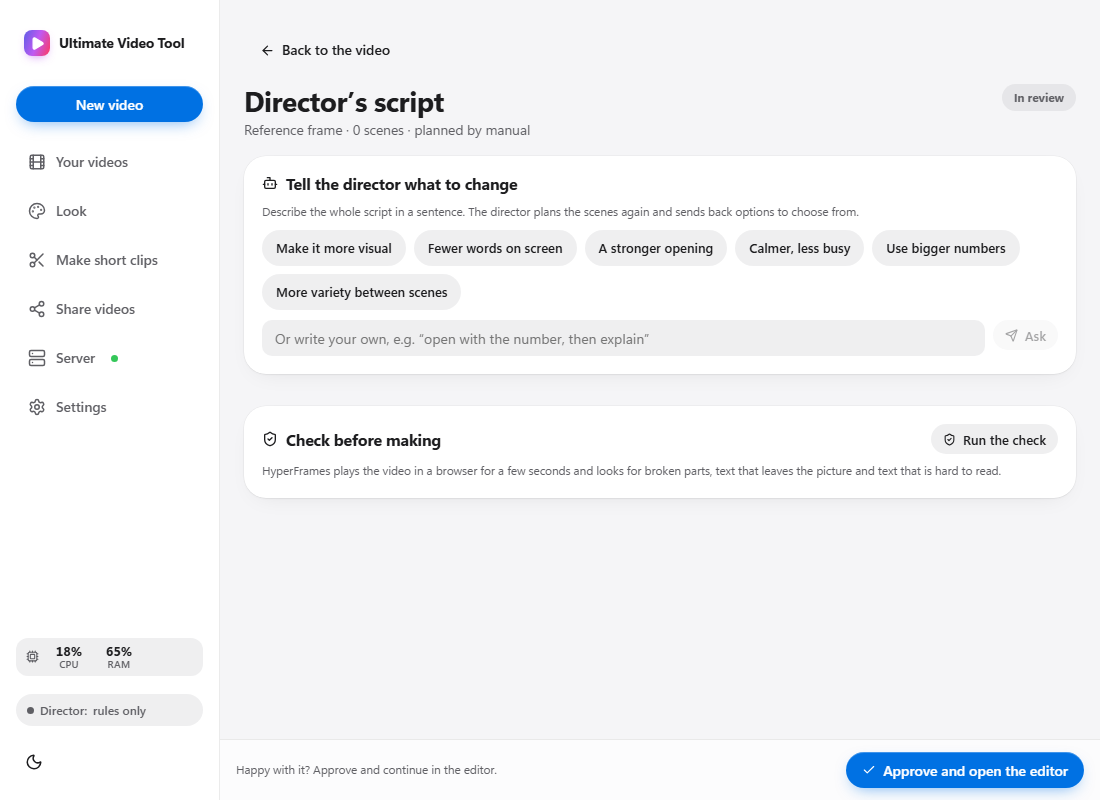 Ultimate Video Tool
New video
Your videos
Look
Make short clips
Share videos
Server
Settings
18% 65%
CPU RAM
Director: rules only
Back to the video
Director’s script
In review
Reference frame · 0 scenes · planned by manual
Tell the director what to change
Describe the whole script in a sentence. The director plans the scenes again and sends back options to choose from.
Make it more visual Fewer words on screen A stronger opening Calmer, less busy Use bigger numbers
More variety between scenes
Or write your own, e.g. “open with the number, then explain” Ask
Check before making Run the check
HyperFrames plays the video in a browser for a few seconds and looks for broken parts, text that leaves the picture and text that is hard to read.
Happy with it? Approve and continue in the editor. Approve and open the editor